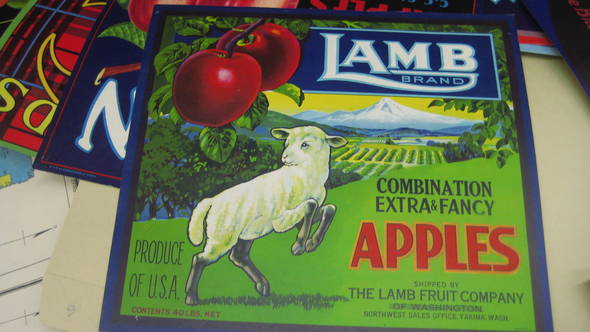 LAMB
BRAND
COMBINATION
EXTRA & FANCY
APPLES
PRODUCE
OF U.S.A.
CONTENTS 40 LBS. NET
SHIPPED BY
THE LAMB FRUIT COMPANY
OF WASHINGTON
NORTHWEST SALES OFFICE, YAKIMA, WASH.